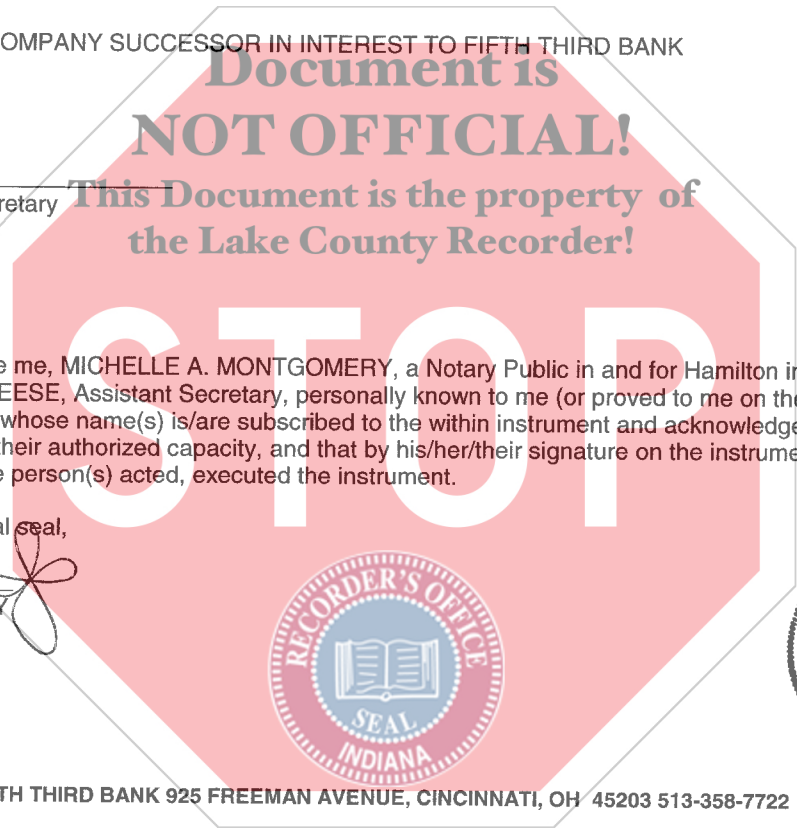 OMPANY SUCCESSOR IN INTEREST TO FIFTH THIRD BANK
Document is
NOT OFFICIAL!
retary
This Document is the property of
the Lake County Recorder!
STOP
e me, MICHELLE A. MONTGOMERY, a Notary Public in and for Hamilton in
EESE, Assistant Secretary, personally known to me (or proved to me on the
whose name(s) is/are subscribed to the within instrument and acknowledge
their authorized capacity, and that by his/her/their signature on the instrume
e person(s) acted, executed the instrument.
al seal,
RECORDER'S OFFICE
SEAL
INDIANA
TH THIRD BANK 925 FREEMAN AVENUE, CINCINNATI, OH 45203 513-358-7722